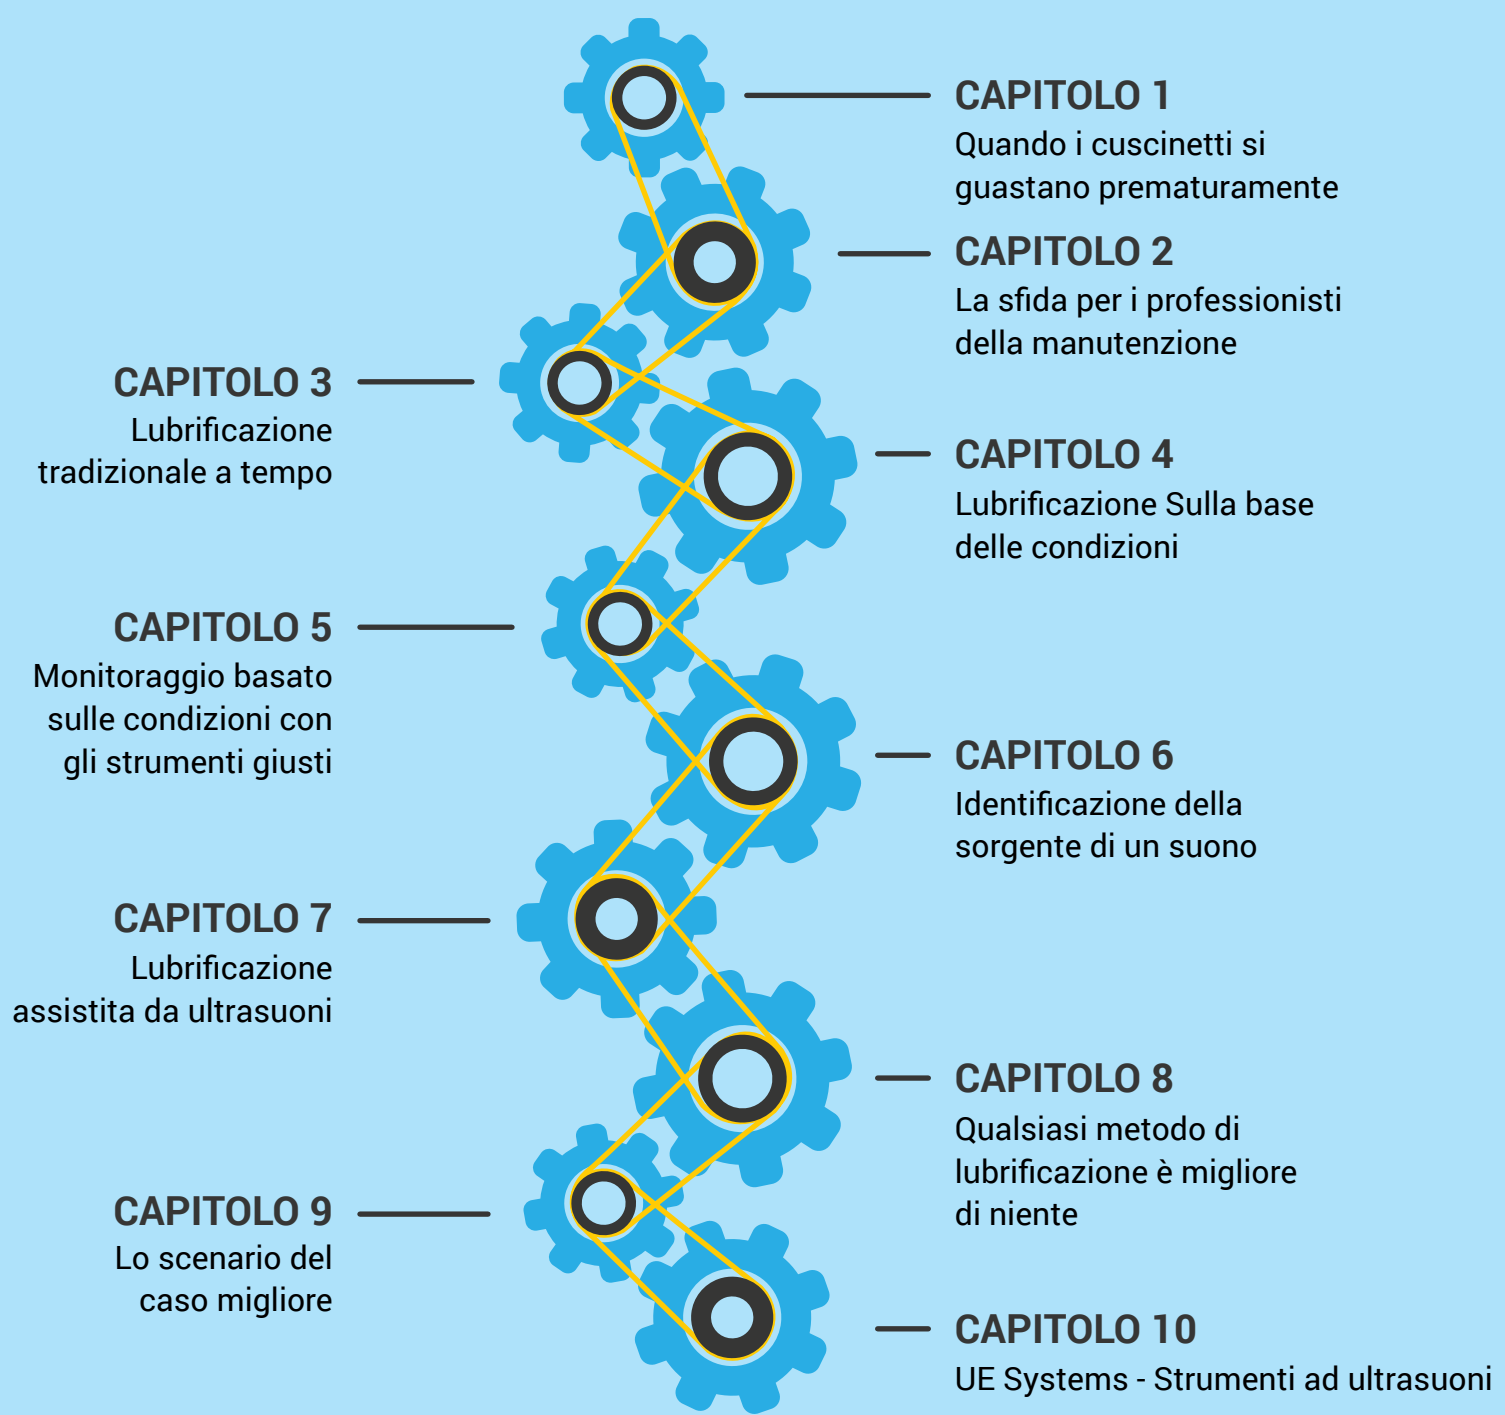 CAPITOLO 1
Quando i cuscinetti si
guastano prematuramente
CAPITOLO 2
La sfida per i professionisti
della manutenzione
CAPITOLO 3
Lubrificazione
tradizionale a tempo
CAPITOLO 4
Lubrificazione Sulla base
delle condizioni
CAPITOLO 5
Monitoraggio basato
sulle condizioni con
gli strumenti giusti
CAPITOLO 6
Identificazione della
sorgente di un suono
CAPITOLO 7
Lubrificazione
assistita da ultrasuoni
CAPITOLO 8
Qualsiasi metodo di
lubrificazione è migliore
di niente
CAPITOLO 9
Lo scenario del
caso migliore
CAPITOLO 10
UE Systems - Strumenti ad ultrasuoni